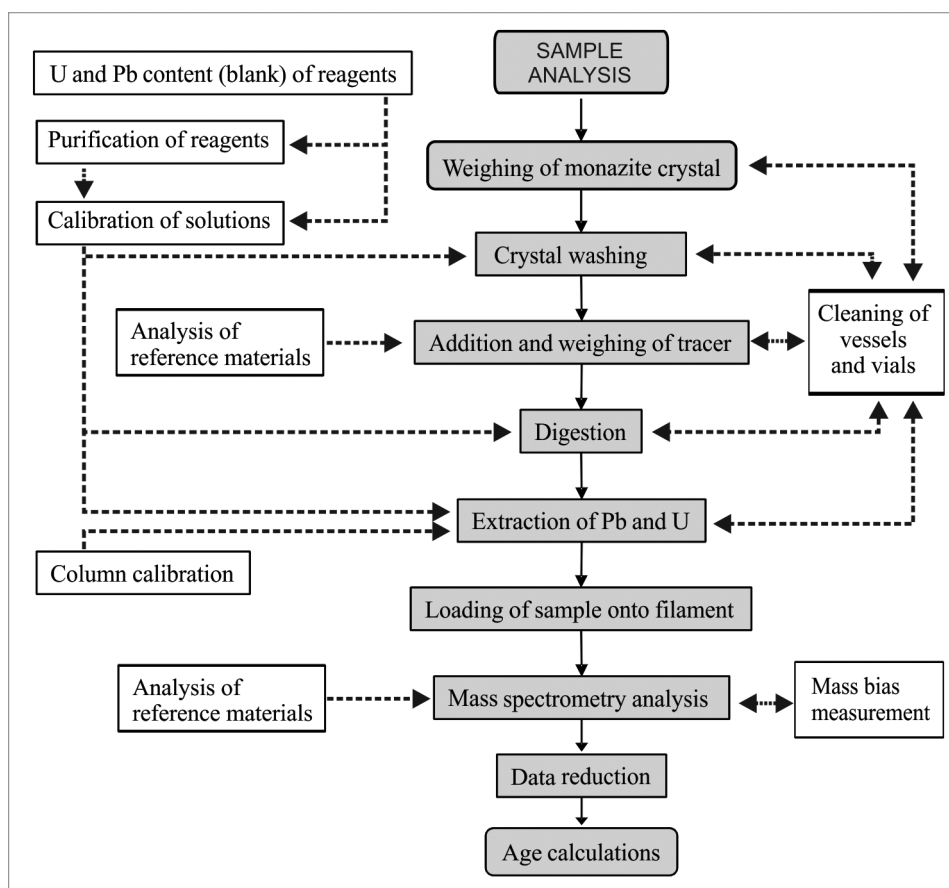 SAMPLE
ANALYSIS
U and Pb content (blank) of reagents
Purification of reagents
Weighing of monazite crystal
Calibration of solutions
Crystal washing
Cleaning of
vessels
and vials
Analysis of
reference materials
Addition and weighing of tracer
Digestion
Extraction of Pb and U
Column calibration
Loading of sample onto filament
Analysis of
reference materials
Mass spectrometry analysis
Mass bias
measurement
Data reduction
Age calculations